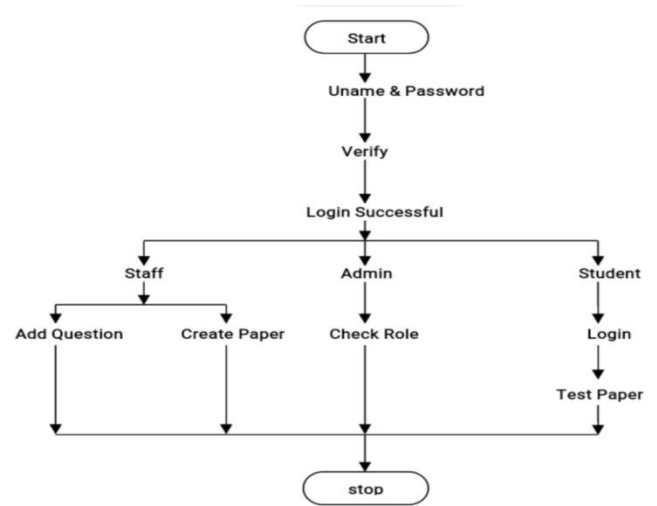 Start
Uname & Password
Verify
Login Successful
Staff
Admin
Student
Add Question
Create Paper
Check Role
Login
Test Paper
stop